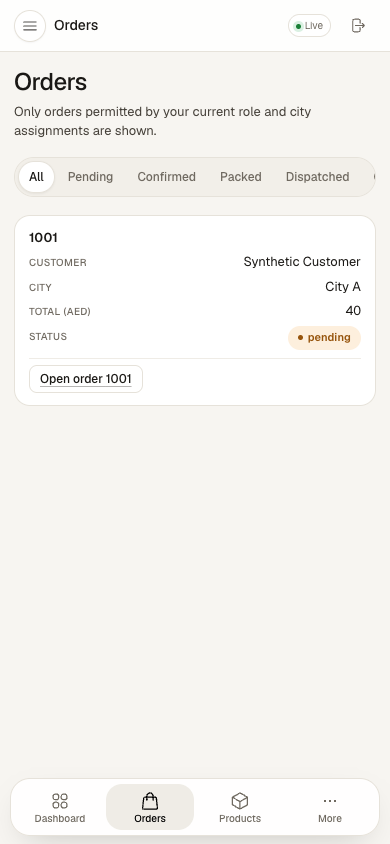 Orders
Live
Orders
Only orders permitted by your current role and city
assignments are shown.
All
Pending
Confirmed
Packed
Dispatched
1001
CUSTOMER
Synthetic Customer
CITY
City A
TOTAL (AED)
40
STATUS
pending
Open order 1001
Dashboard
Orders
Products
More